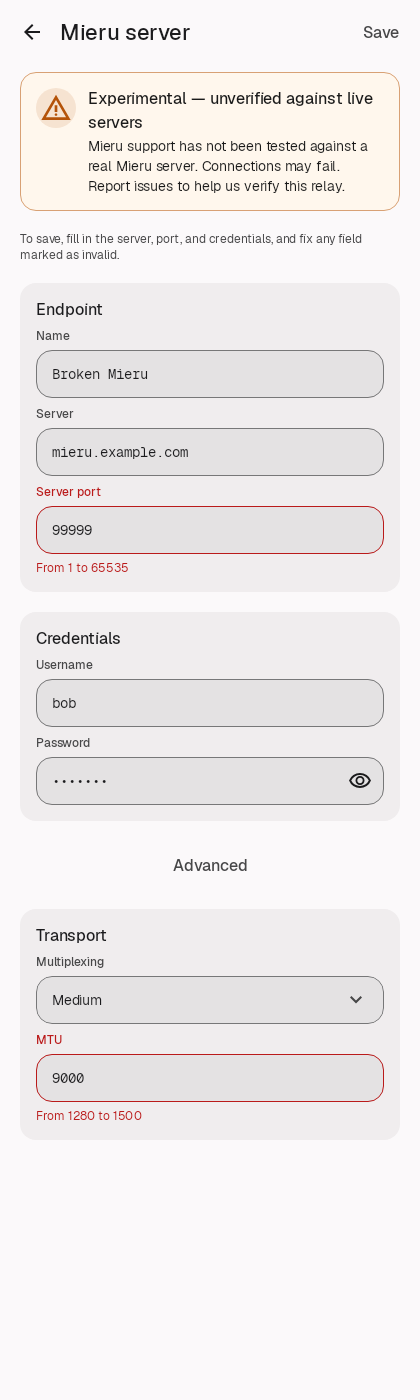 Mieru server
Save
Experimental — unverified against live
servers
Mieru support has not been tested against a
real Mieru server. Connections may fail.
Report issues to help us verify this relay.
To save, fill in the server, port, and credentials, and fix any field
marked as invalid.
Endpoint
Name
Broken Mieru
Server
mieru.example.com
Server port
99999
From 1 to 65535
Credentials
Username
bob
Password
•••••••
Advanced
Transport
Multiplexing
Medium
MTU
9000
From 1280 to 1500